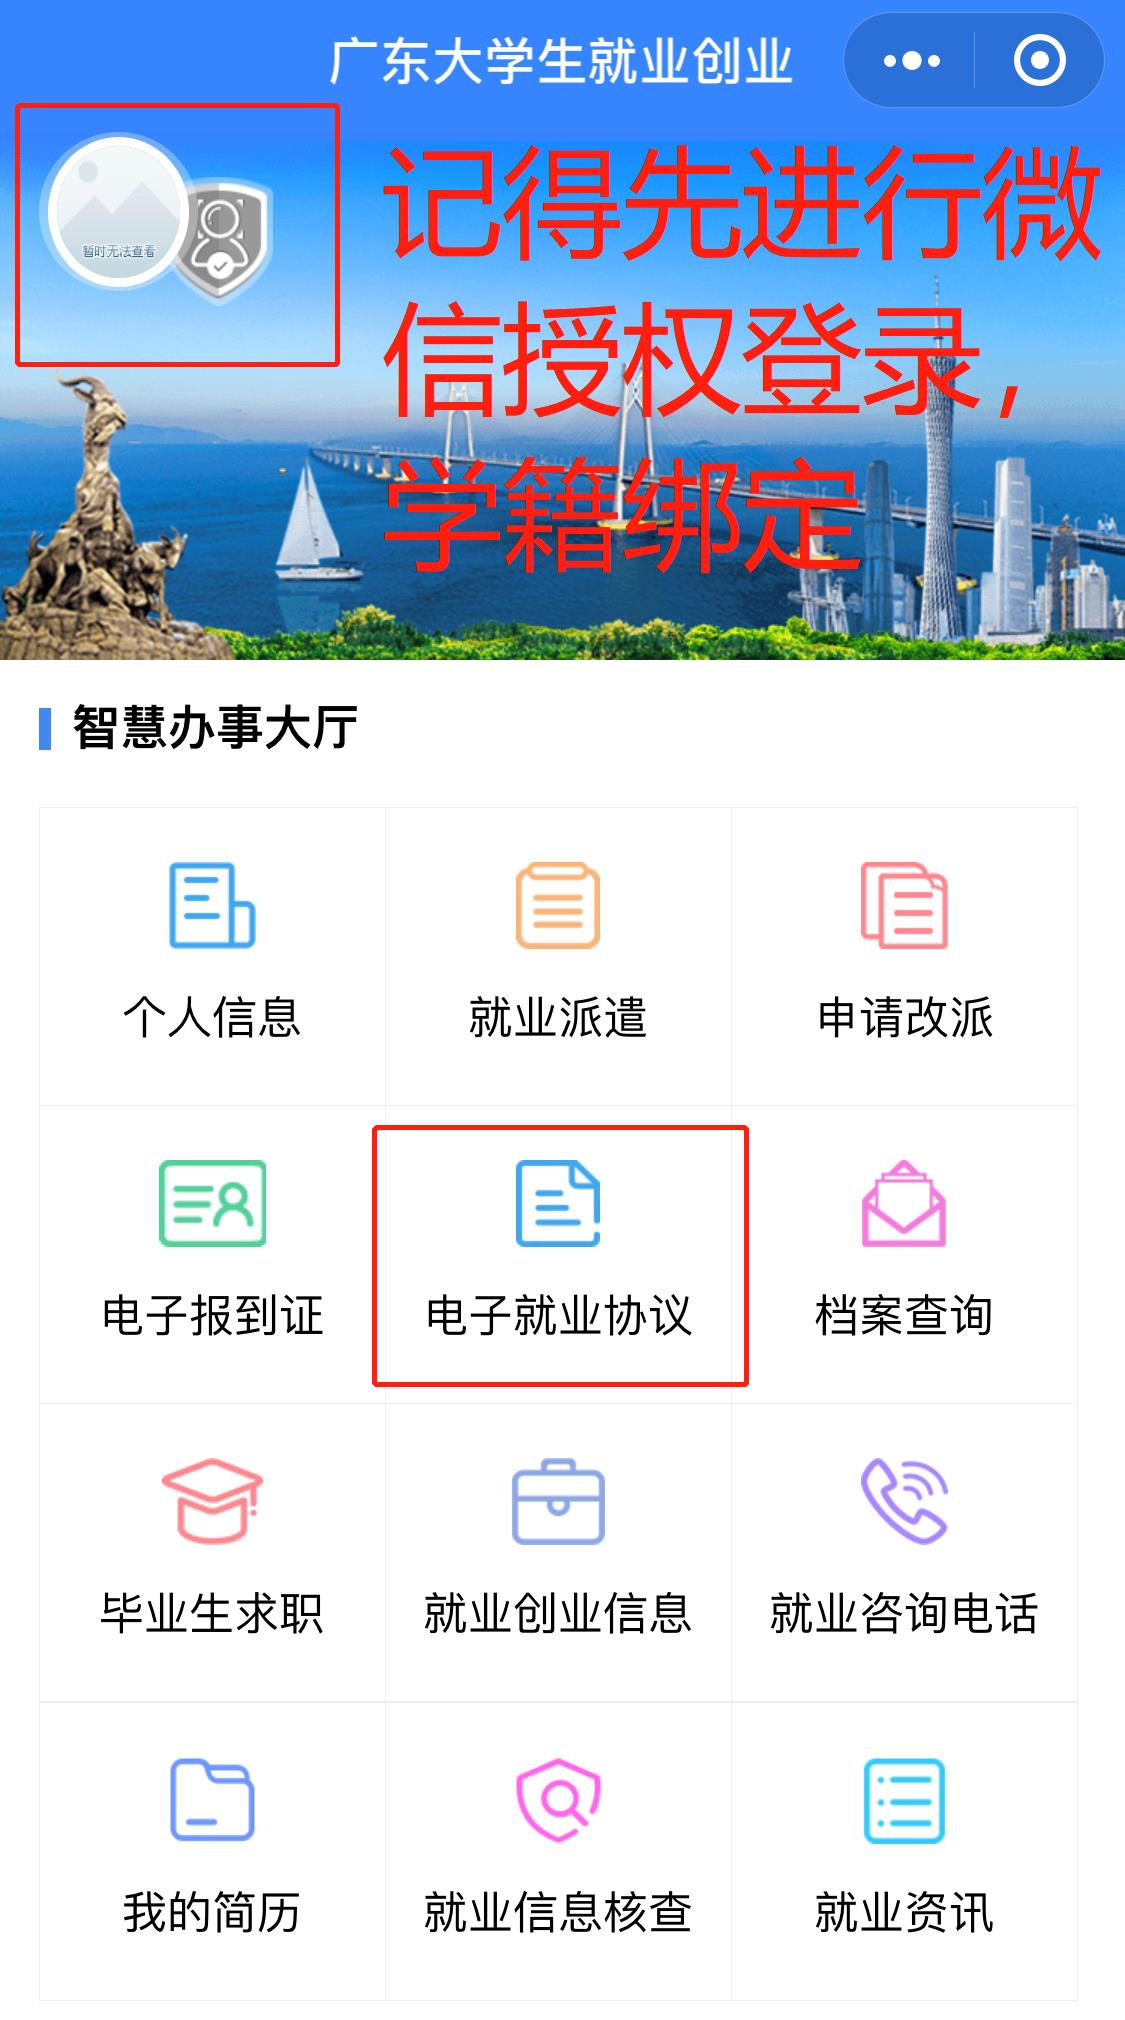 广东大学生就业创业
暂时无法查看
记得先进行微
信授权登录，
学籍绑定
智慧办事大厅
个人信息
就业派遣
申请改派
电子报到证
电子就业协议
档案查询
毕业生求职
就业创业信息
就业咨询电话
我的简历
就业信息核查
就业资讯